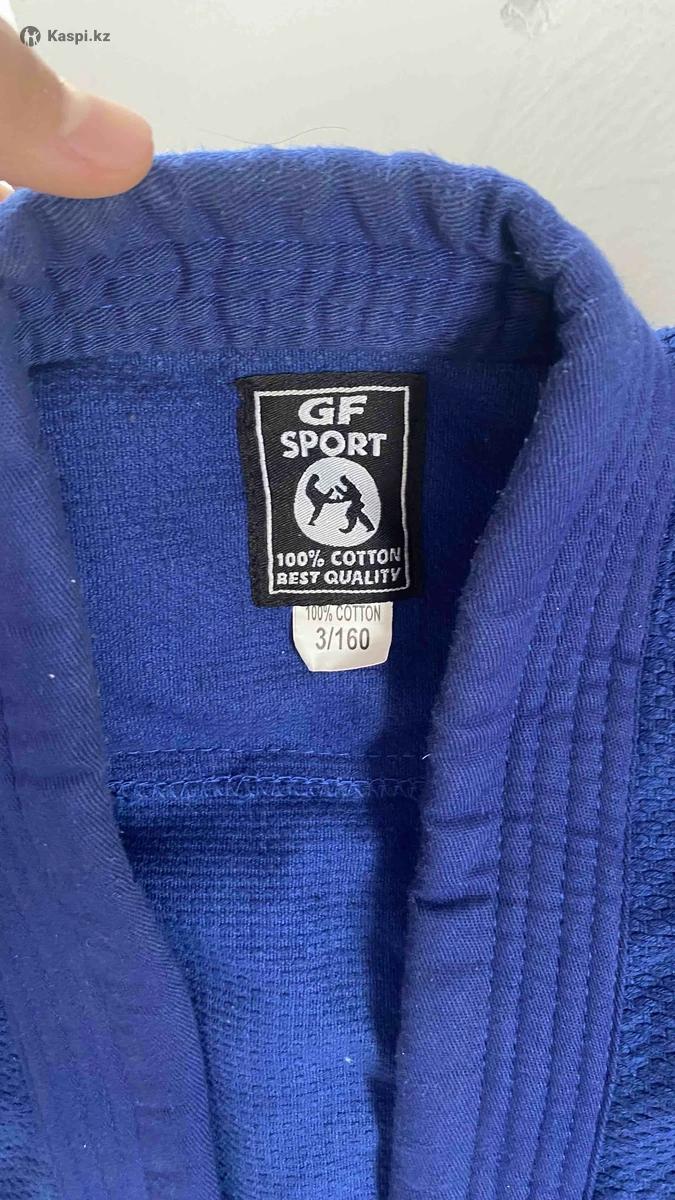 Kaspi.kz
GF
SPORT
100% COTTON
BEST QUALITY
100% COTTON
3/160